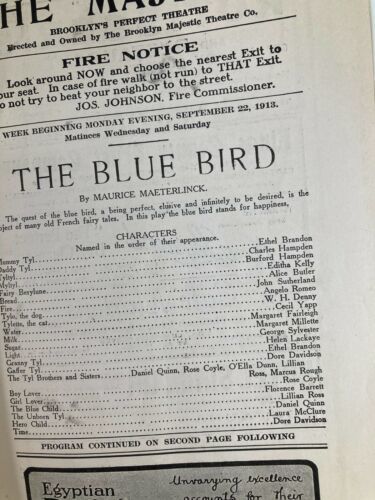 HE MAJ
BROOKLYN'S PERFECT THEATRE
Erected and Owned by The Brooklyn Majestic Theatre Co.
FIRE NOTICE
Look around NOW and choose the nearest Exit to
our seat. In case of fire walk (not run) to THAT Exit
o not try to beat your neighbor to the street.
JOS. JOHNSON, Fire Commissioner.
WEEK BEGINNING MONDAY EVENING, SEPTEMBER 22, 1913.
Matinees Wednesday and Saturday
THE BLUE BIRD
By MAURICE MAETERLINCK.
The quest of the blue bird, a being perfect, elusive and infinitely to be desired, is the
bject of many old French fairy tales. In this play the blue bird stands for happiness,
CHARACTERS
Named in the order of their appearance.
Mummy Tyl Ethel Brandon
Daddy Tyl Charles Hampden
Tyltyl Burford Hampden
Mytyl Editha Kelly
Fairy Berylune Alice Butler
Bread John Sutherland
Fire Angelo Romeo
Tylo, the dog W. H. Denny
Tylette, the cat Cecil Yapp
Water Margaret Fairleigh
Milk Margaret Millette
Sugar George Sylvester
Light Helen Lackaye
Granny Tyl Ethel Brandon
Gaffer Tyl Dore Davidson
The Tyl Brothers and Sisters Daniel Quinn, Rose Coyle, O'Ella Dunn, Lillian
Ross, Marcus Rough
Boy Lover Rose Coyle
Girl Lover Florence Barrett
The Blue Child Lillian Ross
The Unborn Tyl Daniel Quinn
Hero Child Laura McClure
Time Dore Davidson
PROGRAM CONTINUED ON SECOND PAGE FOLLOWING
Egyptian
Unvarying excellence
accounts for their